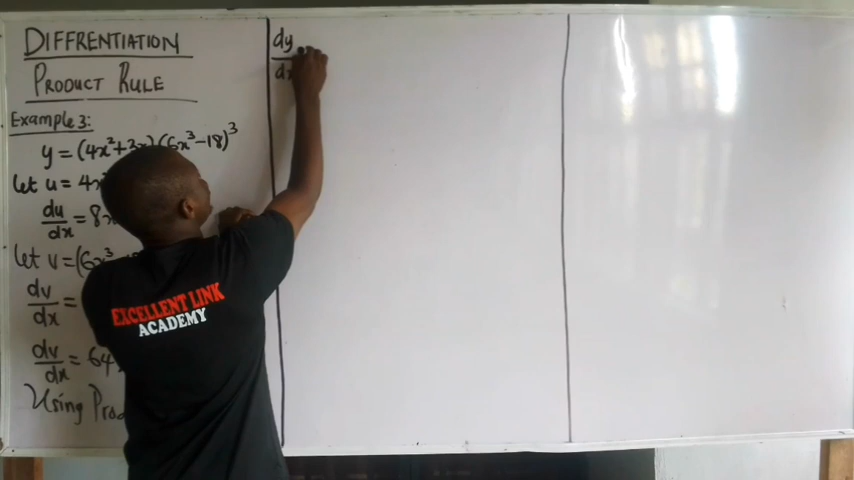 DIFFRENTIATION
PRODUCT RULE
Example 3:
y = (4x²+3x)(6x³-18)³
Let u = 4x
du/dx = 8x
Let v = (6x³
dv/dx =
dv/dx = 64
Using
dy
dx
EXCELLENT LINK
ACADEMY